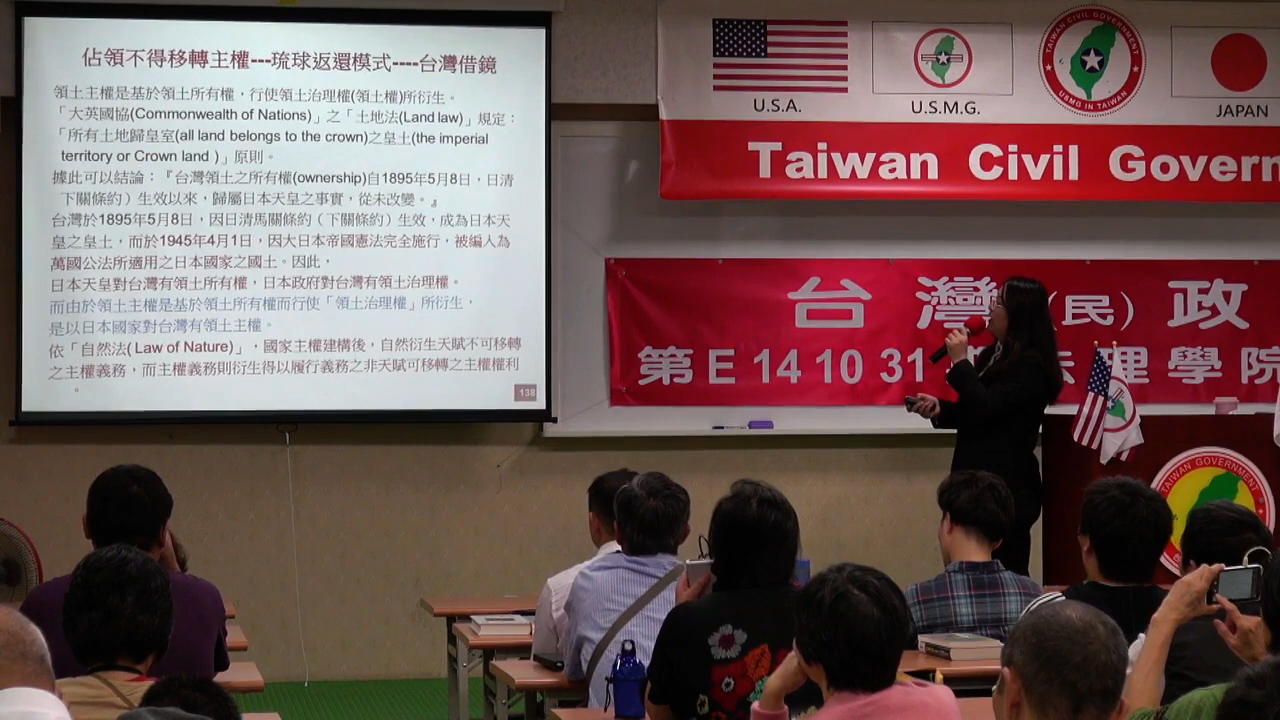 佔領不得移轉主權---琉球返還模式----台灣借鏡
領土主權是基於領土所有權，行使領土治理權(領土權)所衍生。
「大英國協(Commonwealth of Nations)」之「土地法(Land law)」規定：
「所有土地歸皇室(all land belongs to the crown)之皇土(the imperial
territory or Crown land )」原則。
據此可以結論：『台灣領土之所有權(ownership)自1895年5月8日，日清
下關條約）生效以來，歸屬日本天皇之事實，從未改變。』
台灣於1895年5月8日，因日清馬關條約（下關條約）生效，成為日本天
皇之皇土，而於1945年4月1日，因大日本帝國憲法完全施行，被編入為
萬國公法所適用之日本國家之國土。因此，
日本天皇對台灣有領土所有權，日本政府對台灣有領土治理權。
而由於領土主權是基於領土所有權而行使「領土治理權」所衍生，
是以日本國家對台灣有領土主權。
依「自然法( Law of Nature)」，國家主權建構後，自然衍生天賦不可移轉
之主權義務，而主權義務則衍生得以履行義務之非天賦可移轉之主權權利
。
138
U.S.A.
U.S.M.G.
TAIWAN CIVIL GOVERNMENT
USMG IN TAIWAN
JAPAN
Taiwan Civil Govern
台灣(民)政
第E141031
法理學院
TAIWAN GOVERNMENT